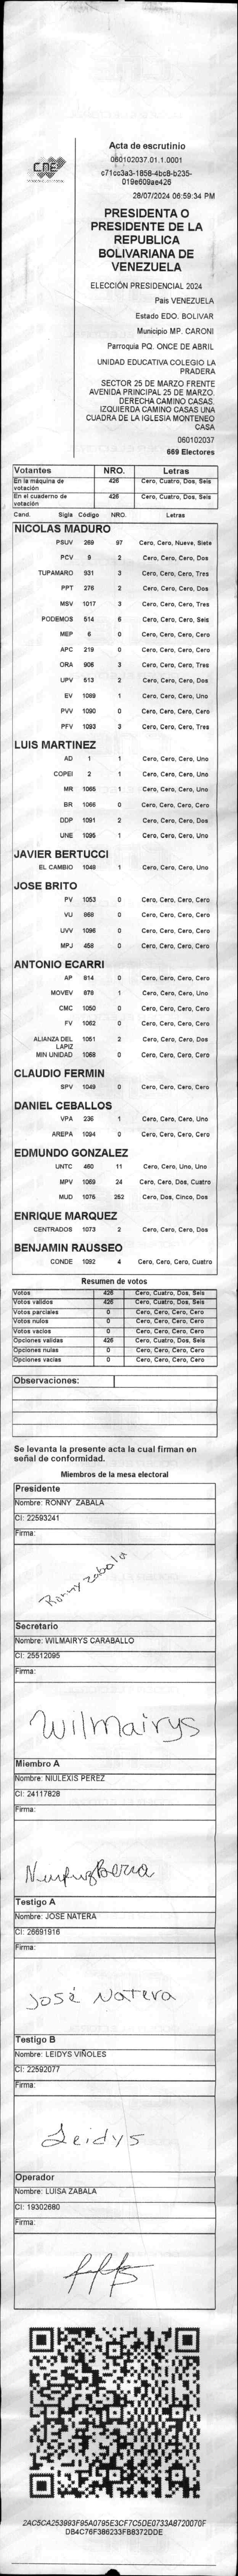 CNE
Acta de escrutinio
060102037.01.1.0001
c71cc3a3-1858-4bc8-b235-
019e609ae426
28/07/2024 06:59:34 PM
PRESIDENTA O
PRESIDENTE DE LA
REPUBLICA
BOLIVARIANA DE
VENEZUELA
ELECCIÓN PRESIDENCIAL 2024
Pais VENEZUELA
Estado EDO. BOLIVAR
Municipio MP. CARONI
Parroquia PQ. ONCE DE ABRIL
UNIDAD EDUCATIVA COLEGIO LA
PRADERA
SECTOR 25 DE MARZO FRENTE
AVENIDA PRINCIPAL 25 DE MARZO.
DERECHA CAMINO CASAS.
IZQUIERDA CAMINO CASAS UNA
CUADRA DE LA IGLESIA MONTENEO
CASA
060102037
669 Electores
Votantes NRO. Letras
En la máquina de votación 426 Cero, Cuatro, Dos, Seis
En el cuaderno de votación 426 Cero, Cuatro, Dos, Seis
Cand. Sigla Código NRO. Letras
NICOLAS MADURO
PSUV 269 97 Cero, Cero, Nueve, Siete
PCV 9 2 Cero, Cero, Cero, Dos
TUPAMARO 931 3 Cero, Cero, Cero, Tres
PPT 276 2 Cero, Cero, Cero, Dos
MSV 1017 3 Cero, Cero, Cero, Tres
PODEMOS 514 6 Cero, Cero, Cero, Seis
MEP 6 0 Cero, Cero, Cero, Cero
APC 219 0 Cero, Cero, Cero, Cero
ORA 906 3 Cero, Cero, Cero, Tres
UPV 513 2 Cero, Cero, Cero, Dos
EV 1089 1 Cero, Cero, Cero, Uno
PVV 1090 0 Cero, Cero, Cero, Cero
PFV 1093 3 Cero, Cero, Cero, Tres
LUIS MARTINEZ
AD 1 1 Cero, Cero, Cero, Uno
COPEI 2 1 Cero, Cero, Cero, Uno
MR 1065 1 Cero, Cero, Cero, Uno
BR 1066 0 Cero, Cero, Cero, Cero
DDP 1091 2 Cero, Cero, Cero, Dos
UNE 1095 1 Cero, Cero, Cero, Uno
JAVIER BERTUCCI
EL CAMBIO 1048 1 Cero, Cero, Cero, Uno
JOSE BRITO
PV 1053 0 Cero, Cero, Cero, Cero
VU 868 0 Cero, Cero, Cero, Cero
UVV 1096 0 Cero, Cero, Cero, Cero
MPJ 458 0 Cero, Cero, Cero, Cero
ANTONIO ECARRI
AP 814 0 Cero, Cero, Cero, Cero
MOVEV 879 1 Cero, Cero, Cero, Uno
CMC 1050 0 Cero, Cero, Cero, Cero
FV 1062 0 Cero, Cero, Cero, Cero
ALIANZA DEL LAPIZ 1051 2 Cero, Cero, Cero, Dos
MIN UNIDAD 1068 0 Cero, Cero, Cero, Cero
CLAUDIO FERMIN
SPV 1049 0 Cero, Cero, Cero, Cero
DANIEL CEBALLOS
VPA 236 1 Cero, Cero, Cero, Uno
AREPA 1094 0 Cero, Cero, Cero, Cero
EDMUNDO GONZALEZ
UNTC 460 11 Cero, Cero, Uno, Uno
MPV 1069 24 Cero, Cero, Dos, Cuatro
MUD 1075 252 Cero, Dos, Cinco, Dos
ENRIQUE MARQUEZ
CENTRADOS 1073 2 Cero, Cero, Cero, Dos
BENJAMIN RAUSSEO
CONDE 1092 4 Cero, Cero, Cero, Cuatro
Resumen de votos
Votos 426 Cero, Cuatro, Dos, Seis
Votos validos 426 Cero, Cuatro, Dos, Seis
Votos parciales 0 Cero, Cero, Cero, Cero
Votos nulos 0 Cero, Cero, Cero, Cero
Votos vacios 0 Cero, Cero, Cero, Cero
Opciones validas 426 Cero, Cuatro, Dos, Seis
Opciones nulas 0 Cero, Cero, Cero, Cero
Opciones vacias 0 Cero, Cero, Cero, Cero
Observaciones:
Se levanta la presente acta la cual firman en
señal de conformidad.
Miembros de la mesa electoral
Presidente
Nombre: RONNY ZABALA
CI: 22593241
Firma:
Ronny zabala
Secretario
Nombre: WILMAIRYS CARABALLO
CI: 25512095
Firma:
Wilmairys
Miembro A
Nombre: NIULEXIS PEREZ
CI: 24117828
Firma:
Testigo A
Nombre: JOSE NATERA
CI: 26691916
Firma:
José Natera
Testigo B
Nombre: LEIDYS VIÑOLES
CI: 22592077
Firma:
Leidys
Operador
Nombre: LUISA ZABALA
CI: 19302680
Firma:
2AC5CA253993F95A0795E3CF7C5DE0733A8720070F
DB4C76F386233FB8372DDE